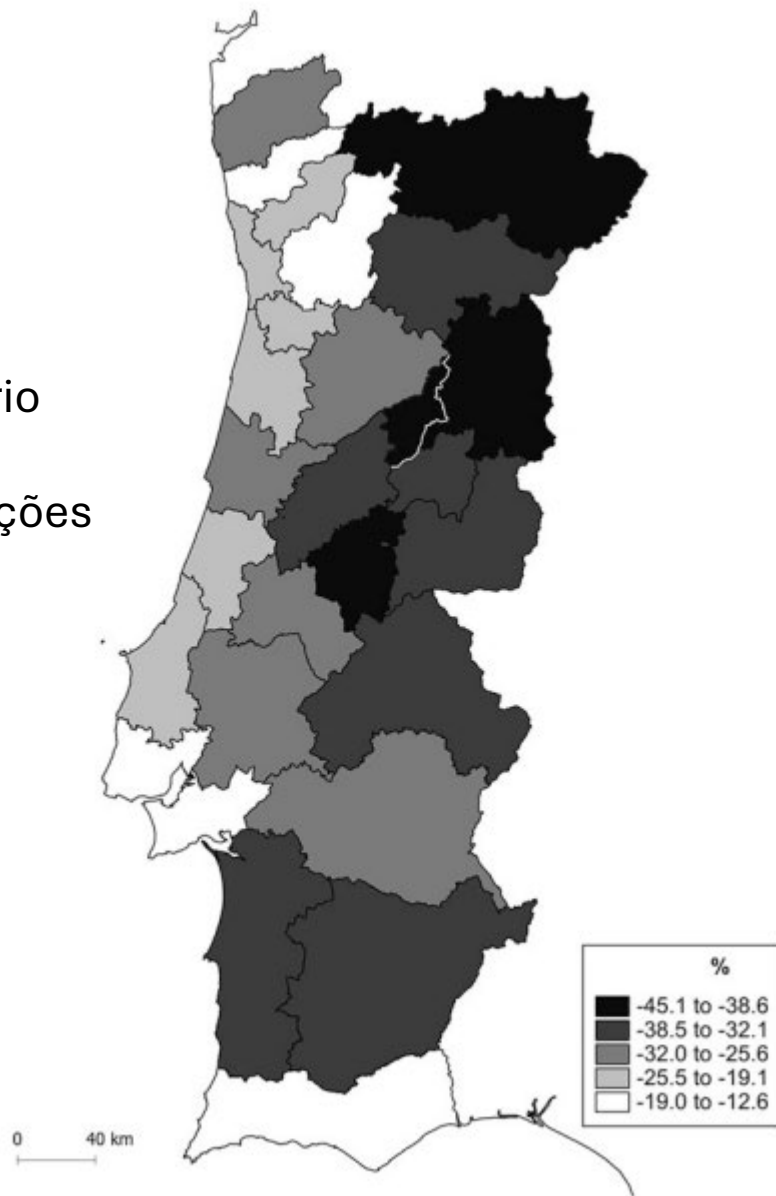 rio
ções
%
-45.1 to -38.6
-38.5 to -32.1
-32.0 to -25.6
-25.5 to -19.1
-19.0 to -12.6
0 40 km